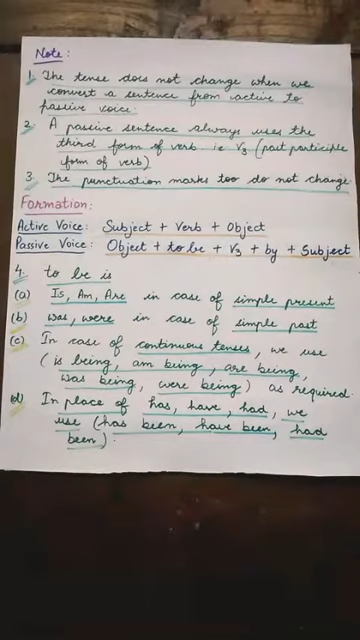 Note:
1. The tense does not change when we
convert a sentence from active to
passive voice.
2. A passive sentence always uses the
third form of verb i.e V3 (past participle
form of verb)
3. The punctuation marks too do not change
Formation:
Active Voice: Subject + Verb + Object
Passive Voice: Object + to be + V3 + by + Subject
4. to be is
(a) Is, Am, Are in case of simple present
(b) was, were in case of simple past
(c) In case of continuous tenses, we use
(is being, am being, are being,
was being, were being) as required.
(d) In place of has, have, had, we
use (has been, have been, had
been).